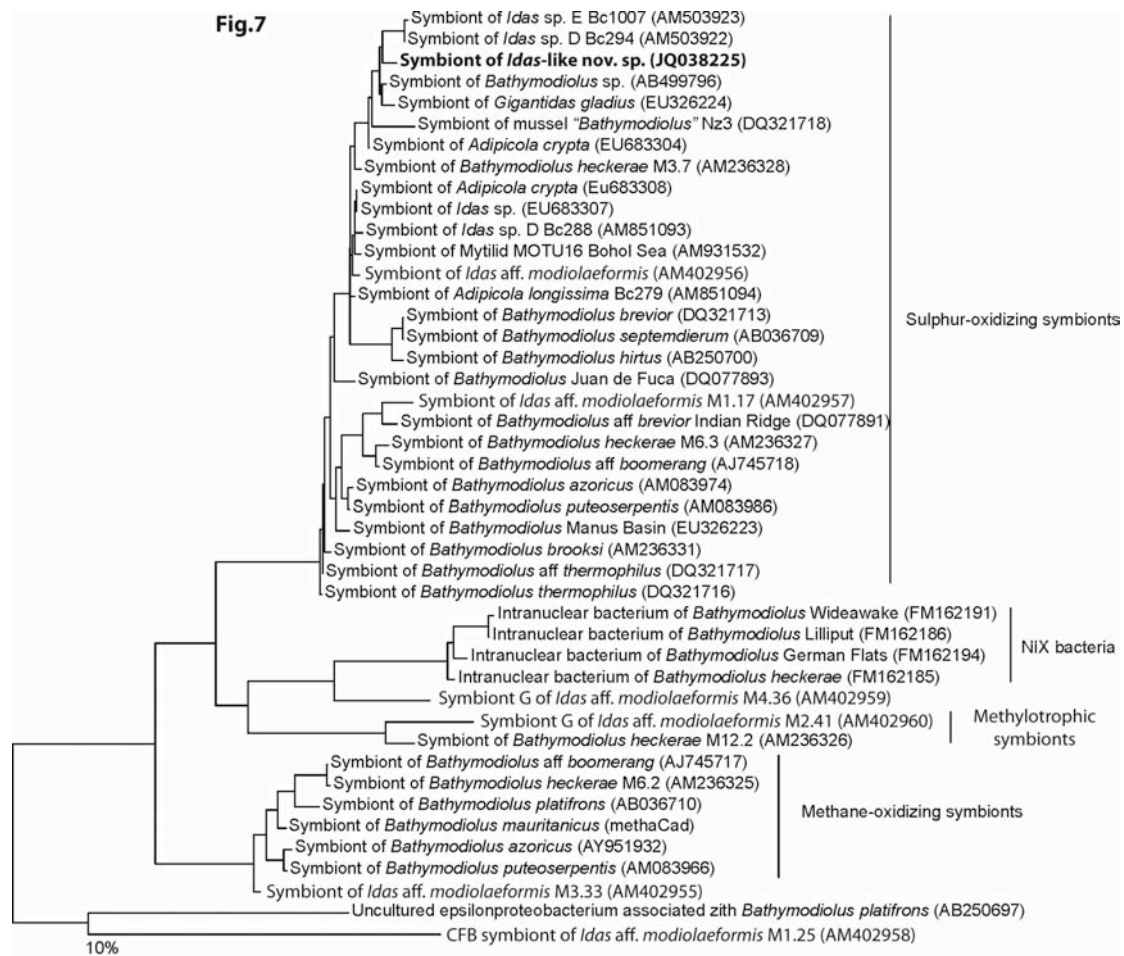 Fig.7
Symbiont of Idas sp. E Bc1007 (AM503923)
Symbiont of Idas sp. D Bc294 (AM503922)
Symbiont of Idas-like nov. sp. (JQ038225)
Symbiont of Bathymodiolus sp. (AB499796)
Symbiont of Gigantidas gladius (EU326224)
Symbiont of mussel "Bathymodiolus" Nz3 (DQ321718)
Symbiont of Adipicola crypta (EU683304)
Symbiont of Bathymodiolus heckerae M3.7 (AM236328)
Symbiont of Adipicola crypta (Eu683308)
Symbiont of Idas sp. (EU683307)
Symbiont of Idas sp. D Bc288 (AM851093)
Symbiont of Mytilid MOTU16 Bohol Sea (AM931532)
Symbiont of Idas aff. modiolaeformis (AM402956)
Symbiont of Adipicola longissima Bc279 (AM851094)
Symbiont of Bathymodiolus brevior (DQ321713)
Symbiont of Bathymodiolus septemdierum (AB036709)
Symbiont of Bathymodiolus hirtus (AB250700)
Symbiont of Bathymodiolus Juan de Fuca (DQ077893)
Symbiont of Idas aff. modiolaeformis M1.17 (AM402957)
Symbiont of Bathymodiolus aff brevior Indian Ridge (DQ077891)
Symbiont of Bathymodiolus heckerae M6.3 (AM236327)
Symbiont of Bathymodiolus aff boomerang (AJ745718)
Symbiont of Bathymodiolus azoricus (AM083974)
Symbiont of Bathymodiolus puteoserpentis (AM083986)
Symbiont of Bathymodiolus Manus Basin (EU326223)
Symbiont of Bathymodiolus brooksi (AM236331)
Symbiont of Bathymodiolus aff thermophilus (DQ321717)
Symbiont of Bathymodiolus thermophilus (DQ321716)
Sulphur-oxidizing symbionts
Intranuclear bacterium of Bathymodiolus Wideawake (FM162191)
Intranuclear bacterium of Bathymodiolus Lilliput (FM162186)
Intranuclear bacterium of Bathymodiolus German Flats (FM162194)
Intranuclear bacterium of Bathymodiolus heckerae (FM162185)
NIX bacteria
Symbiont G of Idas aff. modiolaeformis M4.36 (AM402959)
Symbiont G of Idas aff. modiolaeformis M2.41 (AM402960)
Symbiont of Bathymodiolus heckerae M12.2 (AM236326)
Methylotrophic
symbionts
Symbiont of Bathymodiolus aff boomerang (AJ745717)
Symbiont of Bathymodiolus heckerae M6.2 (AM236325)
Symbiont of Bathymodiolus platifrons (AB036710)
Symbiont of Bathymodiolus mauritanicus (methaCad)
Symbiont of Bathymodiolus azoricus (AY951932)
Symbiont of Bathymodiolus puteoserpentis (AM083966)
Methane-oxidizing symbionts
Symbiont of Idas aff. modiolaeformis M3.33 (AM402955)
Uncultured epsilonproteobacterium associated zith Bathymodiolus platifrons (AB250697)
CFB symbiont of Idas aff. modiolaeformis M1.25 (AM402958)
10%